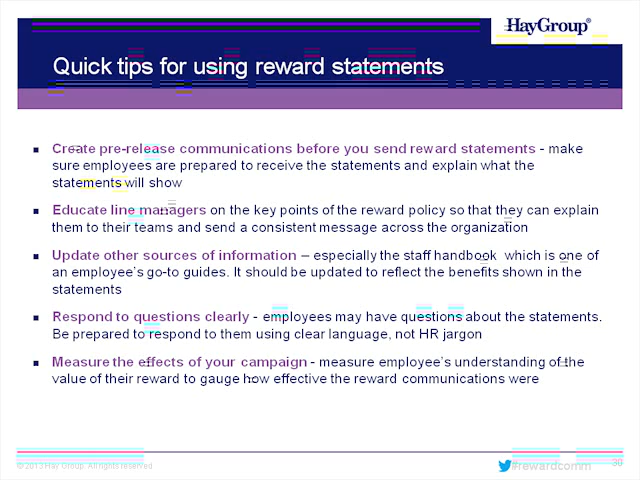 HayGroup®
Quick tips for using reward statements
Create pre-release communications before you send reward statements - make
sure employees are prepared to receive the statements and explain what the
statements will show
Educate line managers on the key points of the reward policy so that they can explain
them to their teams and send a consistent message across the organization
Update other sources of information – especially the staff handbook which is one of
an employee's go-to guides. It should be updated to reflect the benefits shown in the
statements
Respond to questions clearly - employees may have questions about the statements.
Be prepared to respond to them using clear language, not HR jargon
Measure the effects of your campaign - measure employee's understanding of the
value of their reward to gauge how effective the reward communications were
© 2013 Hay Group. All rights reserved
#rewardcomm
30